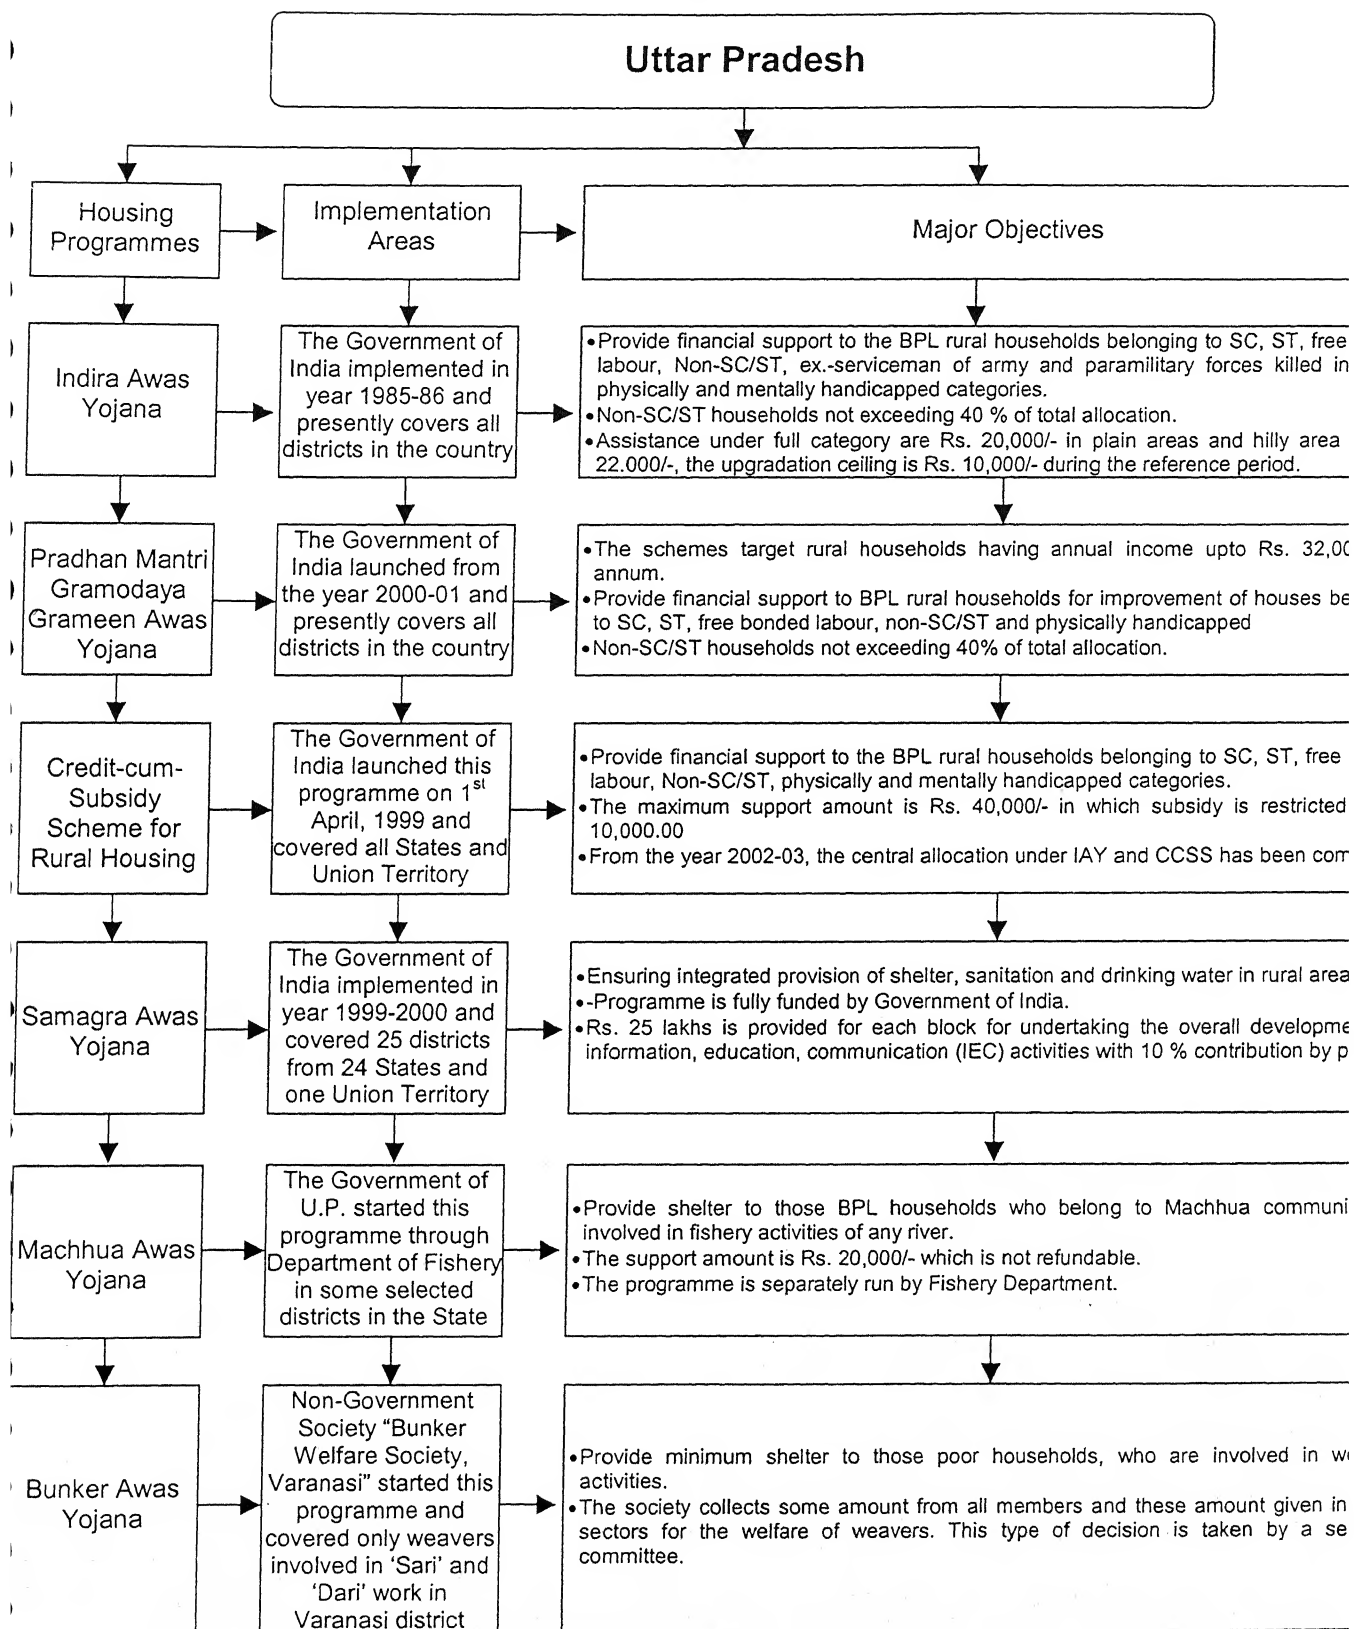 Uttar Pradesh
Housing
Programmes
Implementation
Areas
Major Objectives
Indira Awas
Yojana
The Government of
India implemented in
year 1985-86 and
presently covers all
districts in the country
•Provide financial support to the BPL rural households belonging to SC, ST, free
labour, Non-SC/ST, ex.-serviceman of army and paramilitary forces killed in
physically and mentally handicapped categories.
•Non-SC/ST households not exceeding 40 % of total allocation.
•Assistance under full category are Rs. 20,000/- in plain areas and hilly area
22.000/-, the upgradation ceiling is Rs. 10,000/- during the reference period.
Pradhan Mantri
Gramodaya
Grameen Awas
Yojana
The Government of
India launched from
the year 2000-01 and
presently covers all
districts in the country
•The schemes target rural households having annual income upto Rs. 32,00
annum.
•Provide financial support to BPL rural households for improvement of houses be
to SC, ST, free bonded labour, non-SC/ST and physically handicapped
•Non-SC/ST households not exceeding 40% of total allocation.
Credit-cum-
Subsidy
Scheme for
Rural Housing
The Government of
India launched this
programme on 1st
April, 1999 and
covered all States and
Union Territory
•Provide financial support to the BPL rural households belonging to SC, ST, free
labour, Non-SC/ST, physically and mentally handicapped categories.
•The maximum support amount is Rs. 40,000/- in which subsidy is restricted
10,000.00
•From the year 2002-03, the central allocation under IAY and CCSS has been com
Samagra Awas
Yojana
The Government of
India implemented in
year 1999-2000 and
covered 25 districts
from 24 States and
one Union Territory
•Ensuring integrated provision of shelter, sanitation and drinking water in rural area
•-Programme is fully funded by Government of India.
•Rs. 25 lakhs is provided for each block for undertaking the overall developme
information, education, communication (IEC) activities with 10 % contribution by p
Machhua Awas
Yojana
The Government of
U.P. started this
programme through
Department of Fishery
in some selected
districts in the State
•Provide shelter to those BPL households who belong to Machhua communi
involved in fishery activities of any river.
•The support amount is Rs. 20,000/- which is not refundable.
•The programme is separately run by Fishery Department.
Bunker Awas
Yojana
Non-Government
Society "Bunker
Welfare Society,
Varanasi" started this
programme and
covered only weavers
involved in 'Sari' and
'Dari' work in
Varanasi district
•Provide minimum shelter to those poor households, who are involved in we
activities.
•The society collects some amount from all members and these amount given in
sectors for the welfare of weavers. This type of decision is taken by a se
committee.